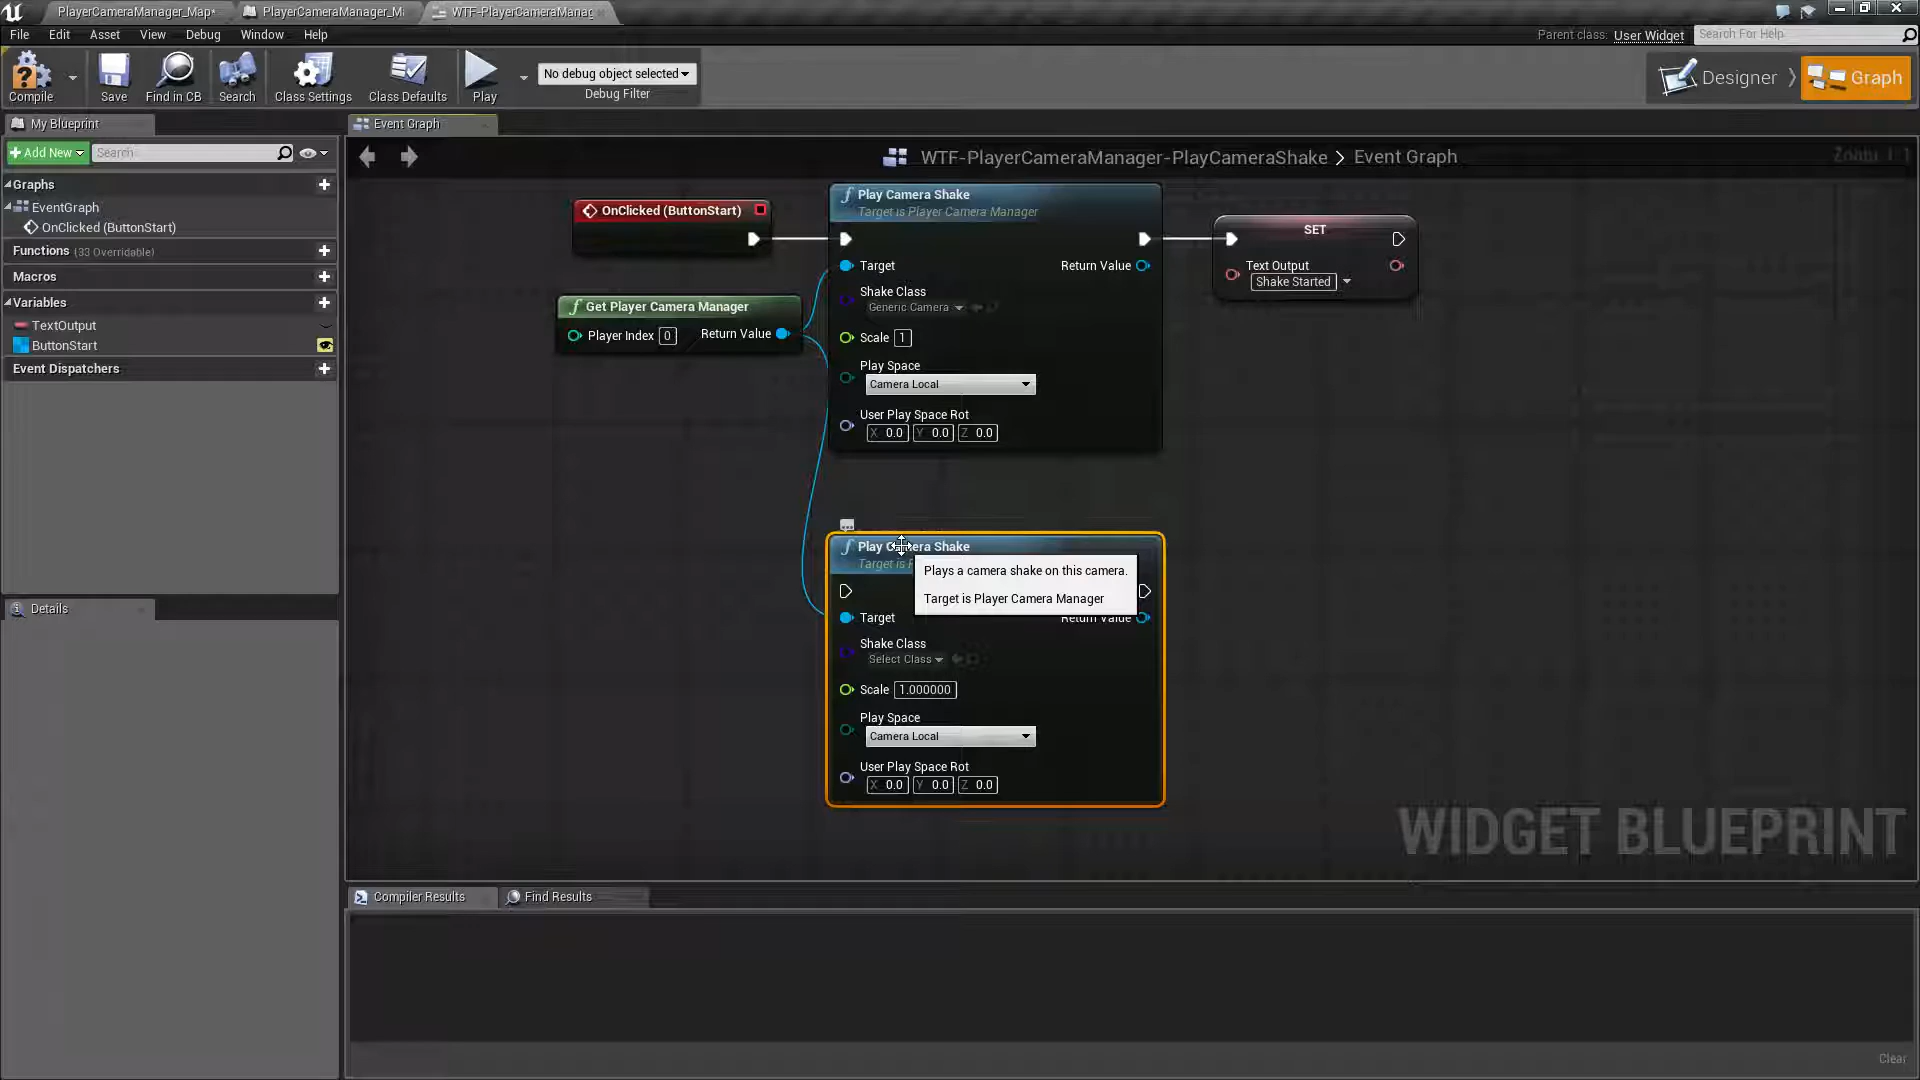 PlayerCameraManager_Map*
PlayerCameraManager_M
WTF-PlayerCameraManag
File Edit Asset View Debug Window Help
Parent class: User Widget
Search For Help
Compile
Save
Find in CB
Search
Class Settings
Class Defaults
Play
No debug object selected
Debug Filter
Designer
Graph
My Blueprint
Event Graph
Add New
Search
WTF-PlayerCameraManager-PlayCameraShake > Event Graph
Zoom 1:1
Graphs
EventGraph
OnClicked (ButtonStart)
Functions (33 Overridable)
Macros
Variables
TextOutput
ButtonStart
Event Dispatchers
Details
OnClicked (ButtonStart)
Get Player Camera Manager
Player Index 0
Return Value
Play Camera Shake
Target is Player Camera Manager
Target
Return Value
Shake Class
Generic Camera
Scale 1
Play Space
Camera Local
User Play Space Rot
X 0.0 Y 0.0 Z 0.0
SET
Text Output
Shake Started
Play Camera Shake
Target is
Plays a camera shake on this camera.
Target is Player Camera Manager
Target
Return Value
Shake Class
Select Class
Scale 1.000000
Play Space
Camera Local
User Play Space Rot
X 0.0 Y 0.0 Z 0.0
WIDGET BLUEPRINT
Compiler Results
Find Results
Clear